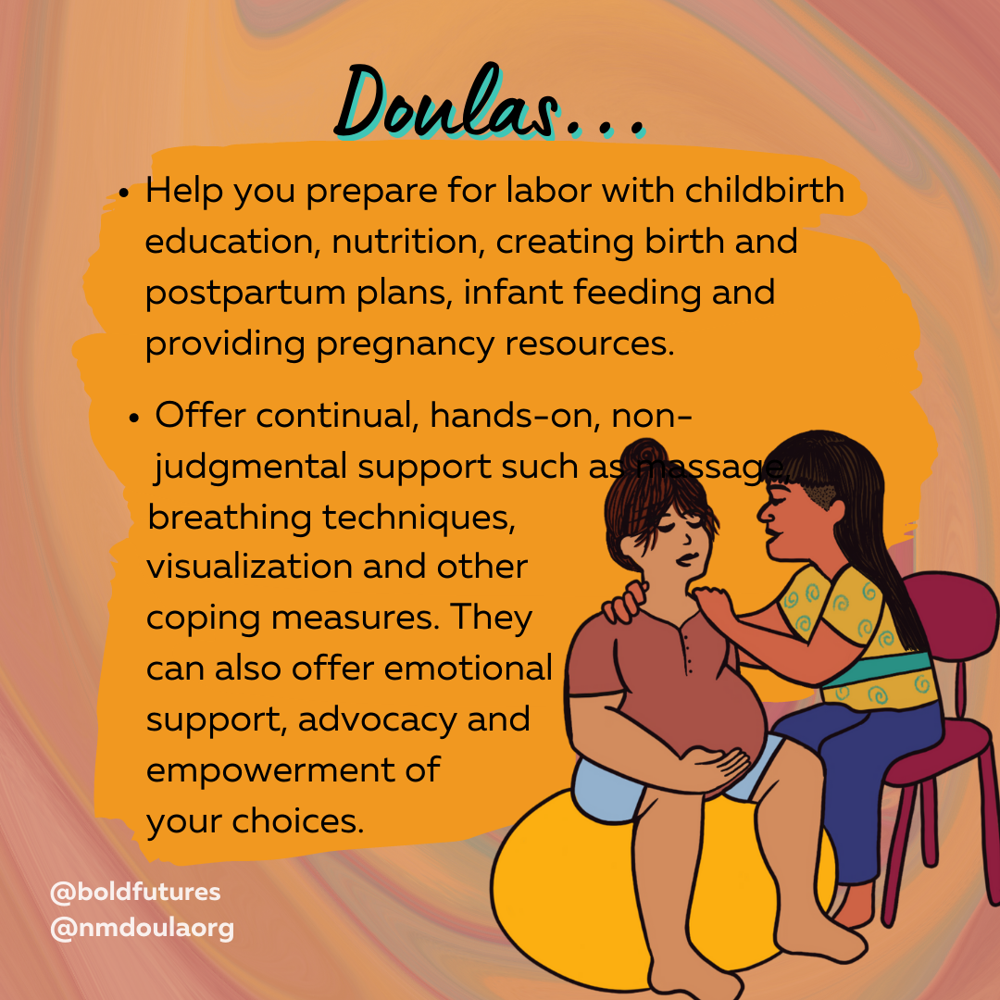 Doulas...
• Help you prepare for labor with childbirth
education, nutrition, creating birth and
postpartum plans, infant feeding and
providing pregnancy resources.
• Offer continual, hands-on, non-
judgmental support such as massage,
breathing techniques,
visualization and other
coping measures. They
can also offer emotional
support, advocacy and
empowerment of
your choices.
@boldfutures
@nmdoulaorg